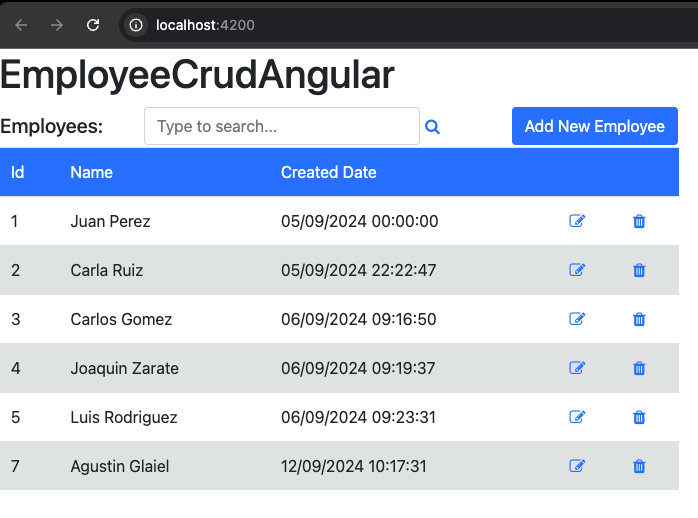 localhost:4200
EmployeeCrudAngular
Employees: Type to search... Add New Employee
Id Name Created Date
1 Juan Perez 05/09/2024 00:00:00
2 Carla Ruiz 05/09/2024 22:22:47
3 Carlos Gomez 06/09/2024 09:16:50
4 Joaquin Zarate 06/09/2024 09:19:37
5 Luis Rodriguez 06/09/2024 09:23:31
7 Agustin Glaiel 12/09/2024 10:17:31